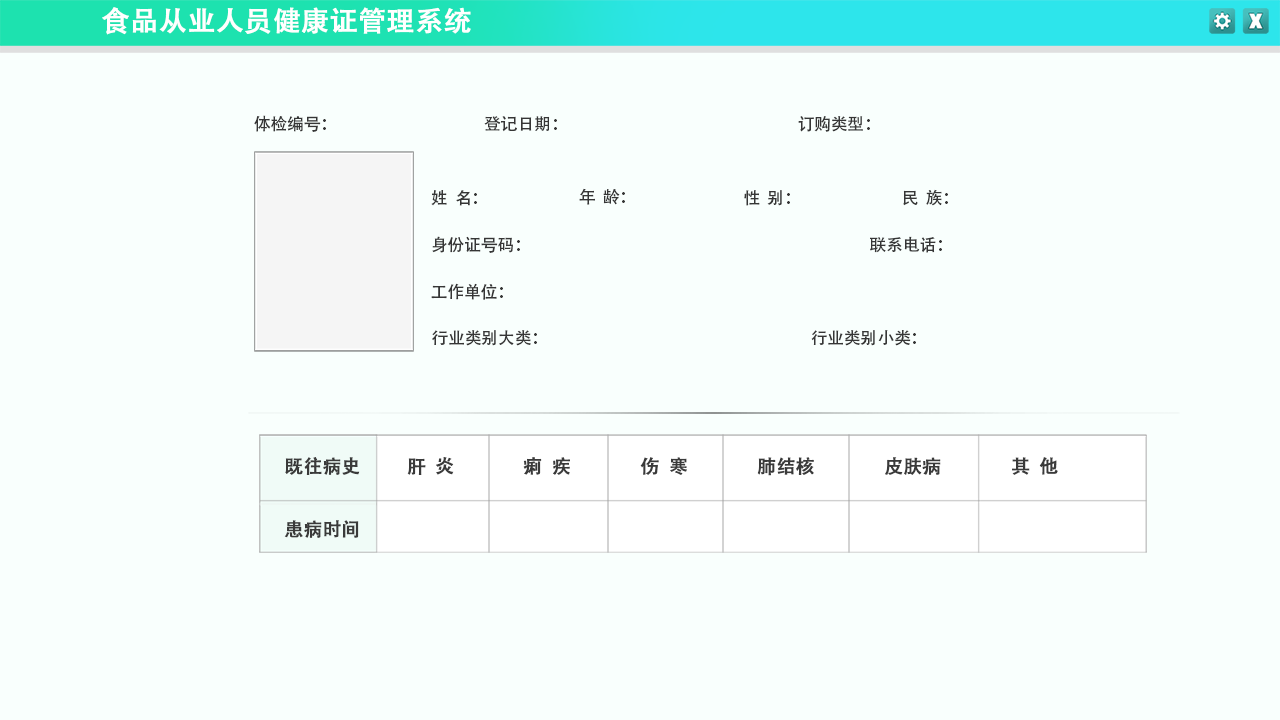 食品从业人员健康证管理系统
体检编号： 登记日期： 订购类型：
姓 名： 年 龄： 性 别： 民 族：
身份证号码： 联系电话：
工作单位：
行业类别大类： 行业类别小类：
既往病史 肝 炎 痢 疾 伤 寒 肺结核 皮肤病 其 他
患病时间